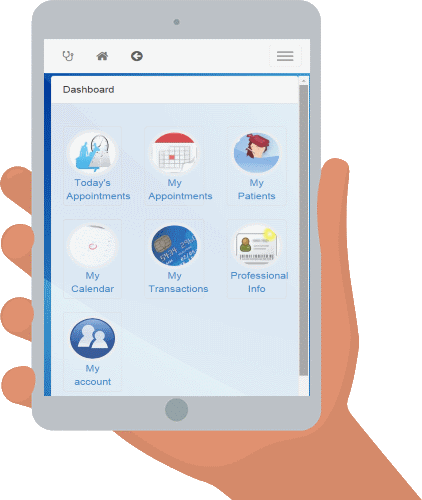 Dashboard
Today's
Appointments
My
Appointments
My
Patients
My
Calendar
My
Transactions
Professional
Info
My
account